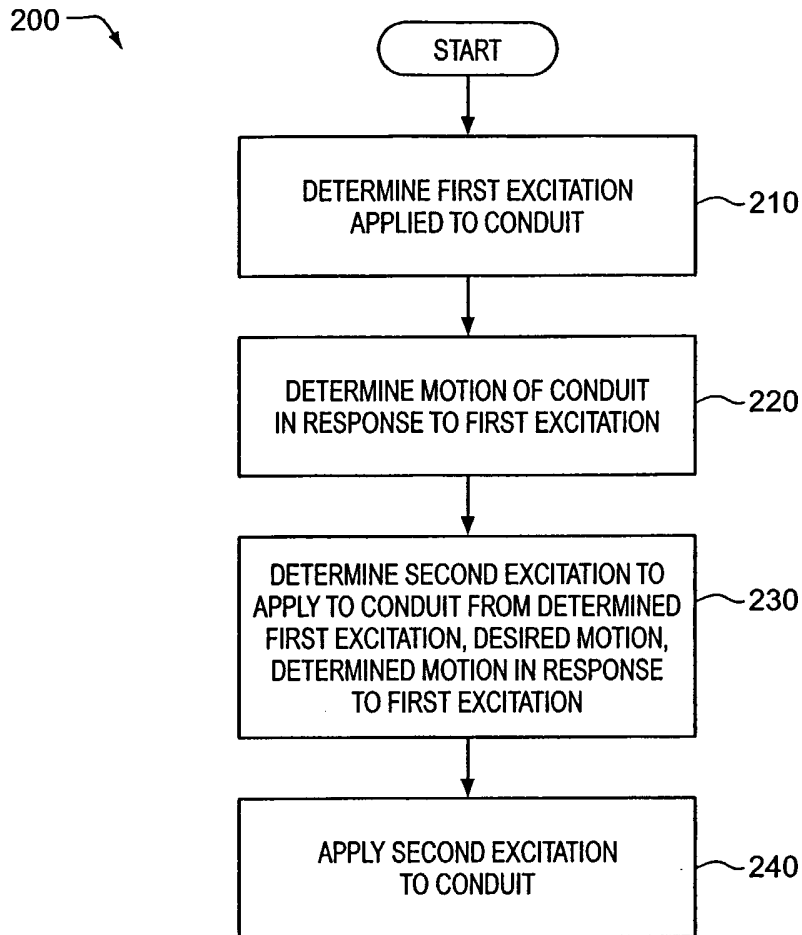 200
START
DETERMINE FIRST EXCITATION
APPLIED TO CONDUIT
210
DETERMINE MOTION OF CONDUIT
IN RESPONSE TO FIRST EXCITATION
220
DETERMINE SECOND EXCITATION TO
APPLY TO CONDUIT FROM DETERMINED
FIRST EXCITATION, DESIRED MOTION,
DETERMINED MOTION IN RESPONSE
TO FIRST EXCITATION
230
APPLY SECOND EXCITATION
TO CONDUIT
240